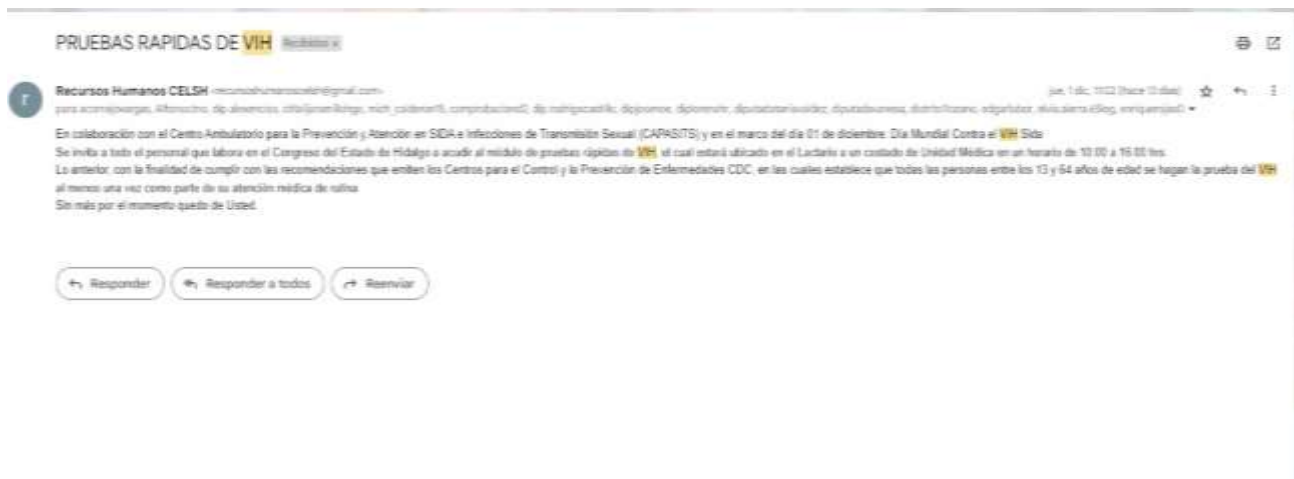 PRUEBAS RAPIDAS DE VIH Recibidos x
r
Recursos Humanos CELSH
jue, 1 dic, 11:02
En colaboración con el Centro Ambulatorio para la Prevención y Atención en SIDA e Infecciones de Transmisión Sexual (CAPASITS) y en el marco del día 01 de diciembre. Día Mundial Contra el VIH Sida
Se invita a todo el personal que labora en el Congreso del Estado de Hidalgo a acudir al módulo de pruebas rápidas de VIH, el cual estará ubicado en el Lactario a un costado de Unidad Médica en un horario de 10:00 a 16:00 hrs.
Lo anterior, con la finalidad de cumplir con las recomendaciones que emiten los Centros para el Control y la Prevención de Enfermedades CDC, en las cuales establece que todas las personas entre los 13 y 64 años de edad se hagan la prueba del VIH
al menos una vez como parte de su atención médica de rutina
Sin más por el momento quedo de Usted.
Responder
Responder a todos
Reenviar